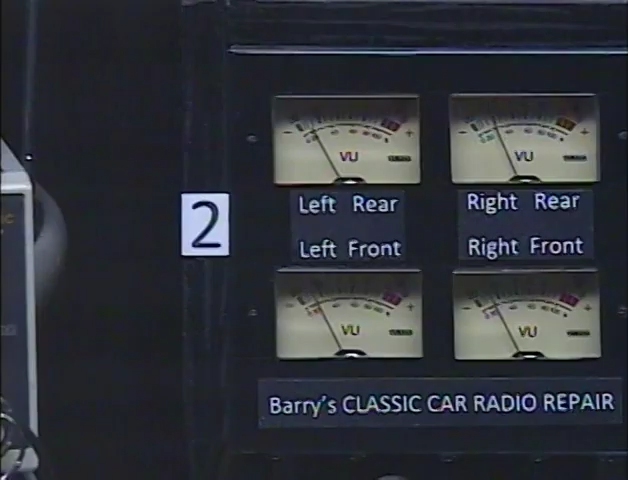 VU
VU
Left Rear
Right Rear
2
Left Front
Right Front
VU
VU
Barry's CLASSIC CAR RADIO REPAIR